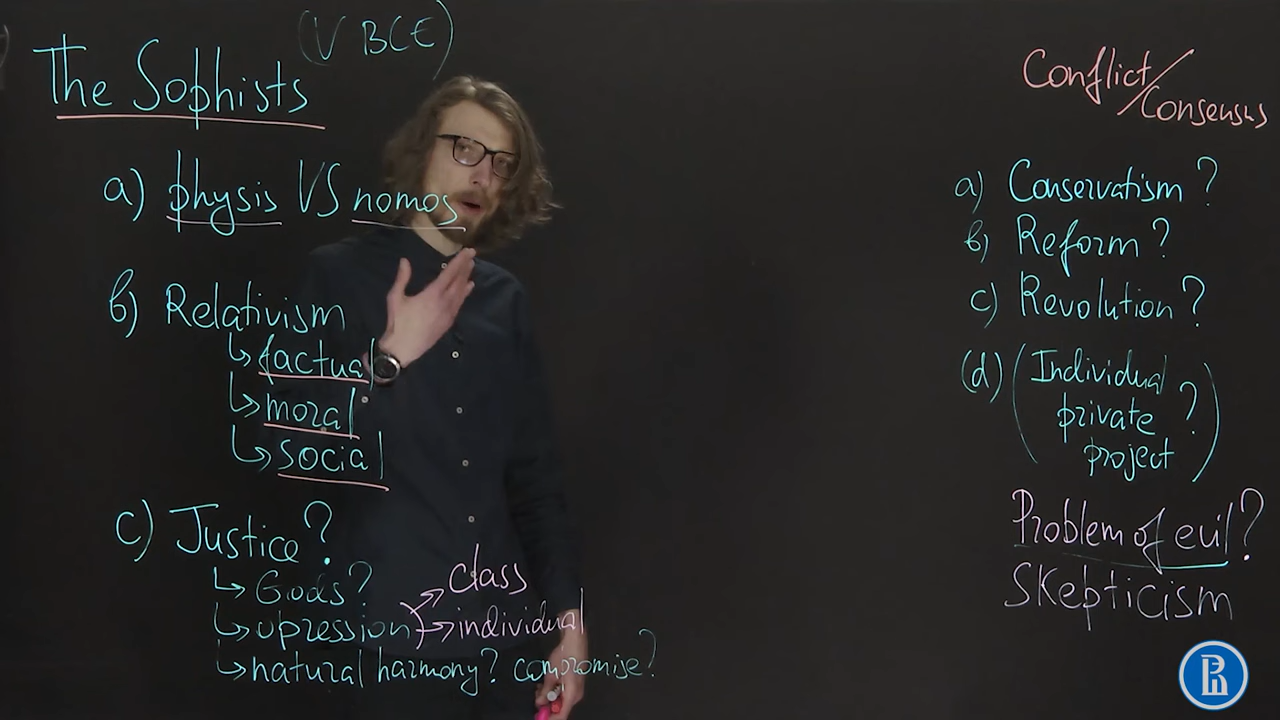 The Sophists (V BCE)
a) physis VS nomos
b) Relativism
↳ factual
↳ moral
↳ social
c) Justice?
↳ Gods?
↳ opression → class
→ individual
↳ natural harmony? compromise?
Conflict/
Consensus
a) Conservatism?
b) Reform?
c) Revolution?
(d) (Individual
private ?
project)
Problem of evil?
Skepticism